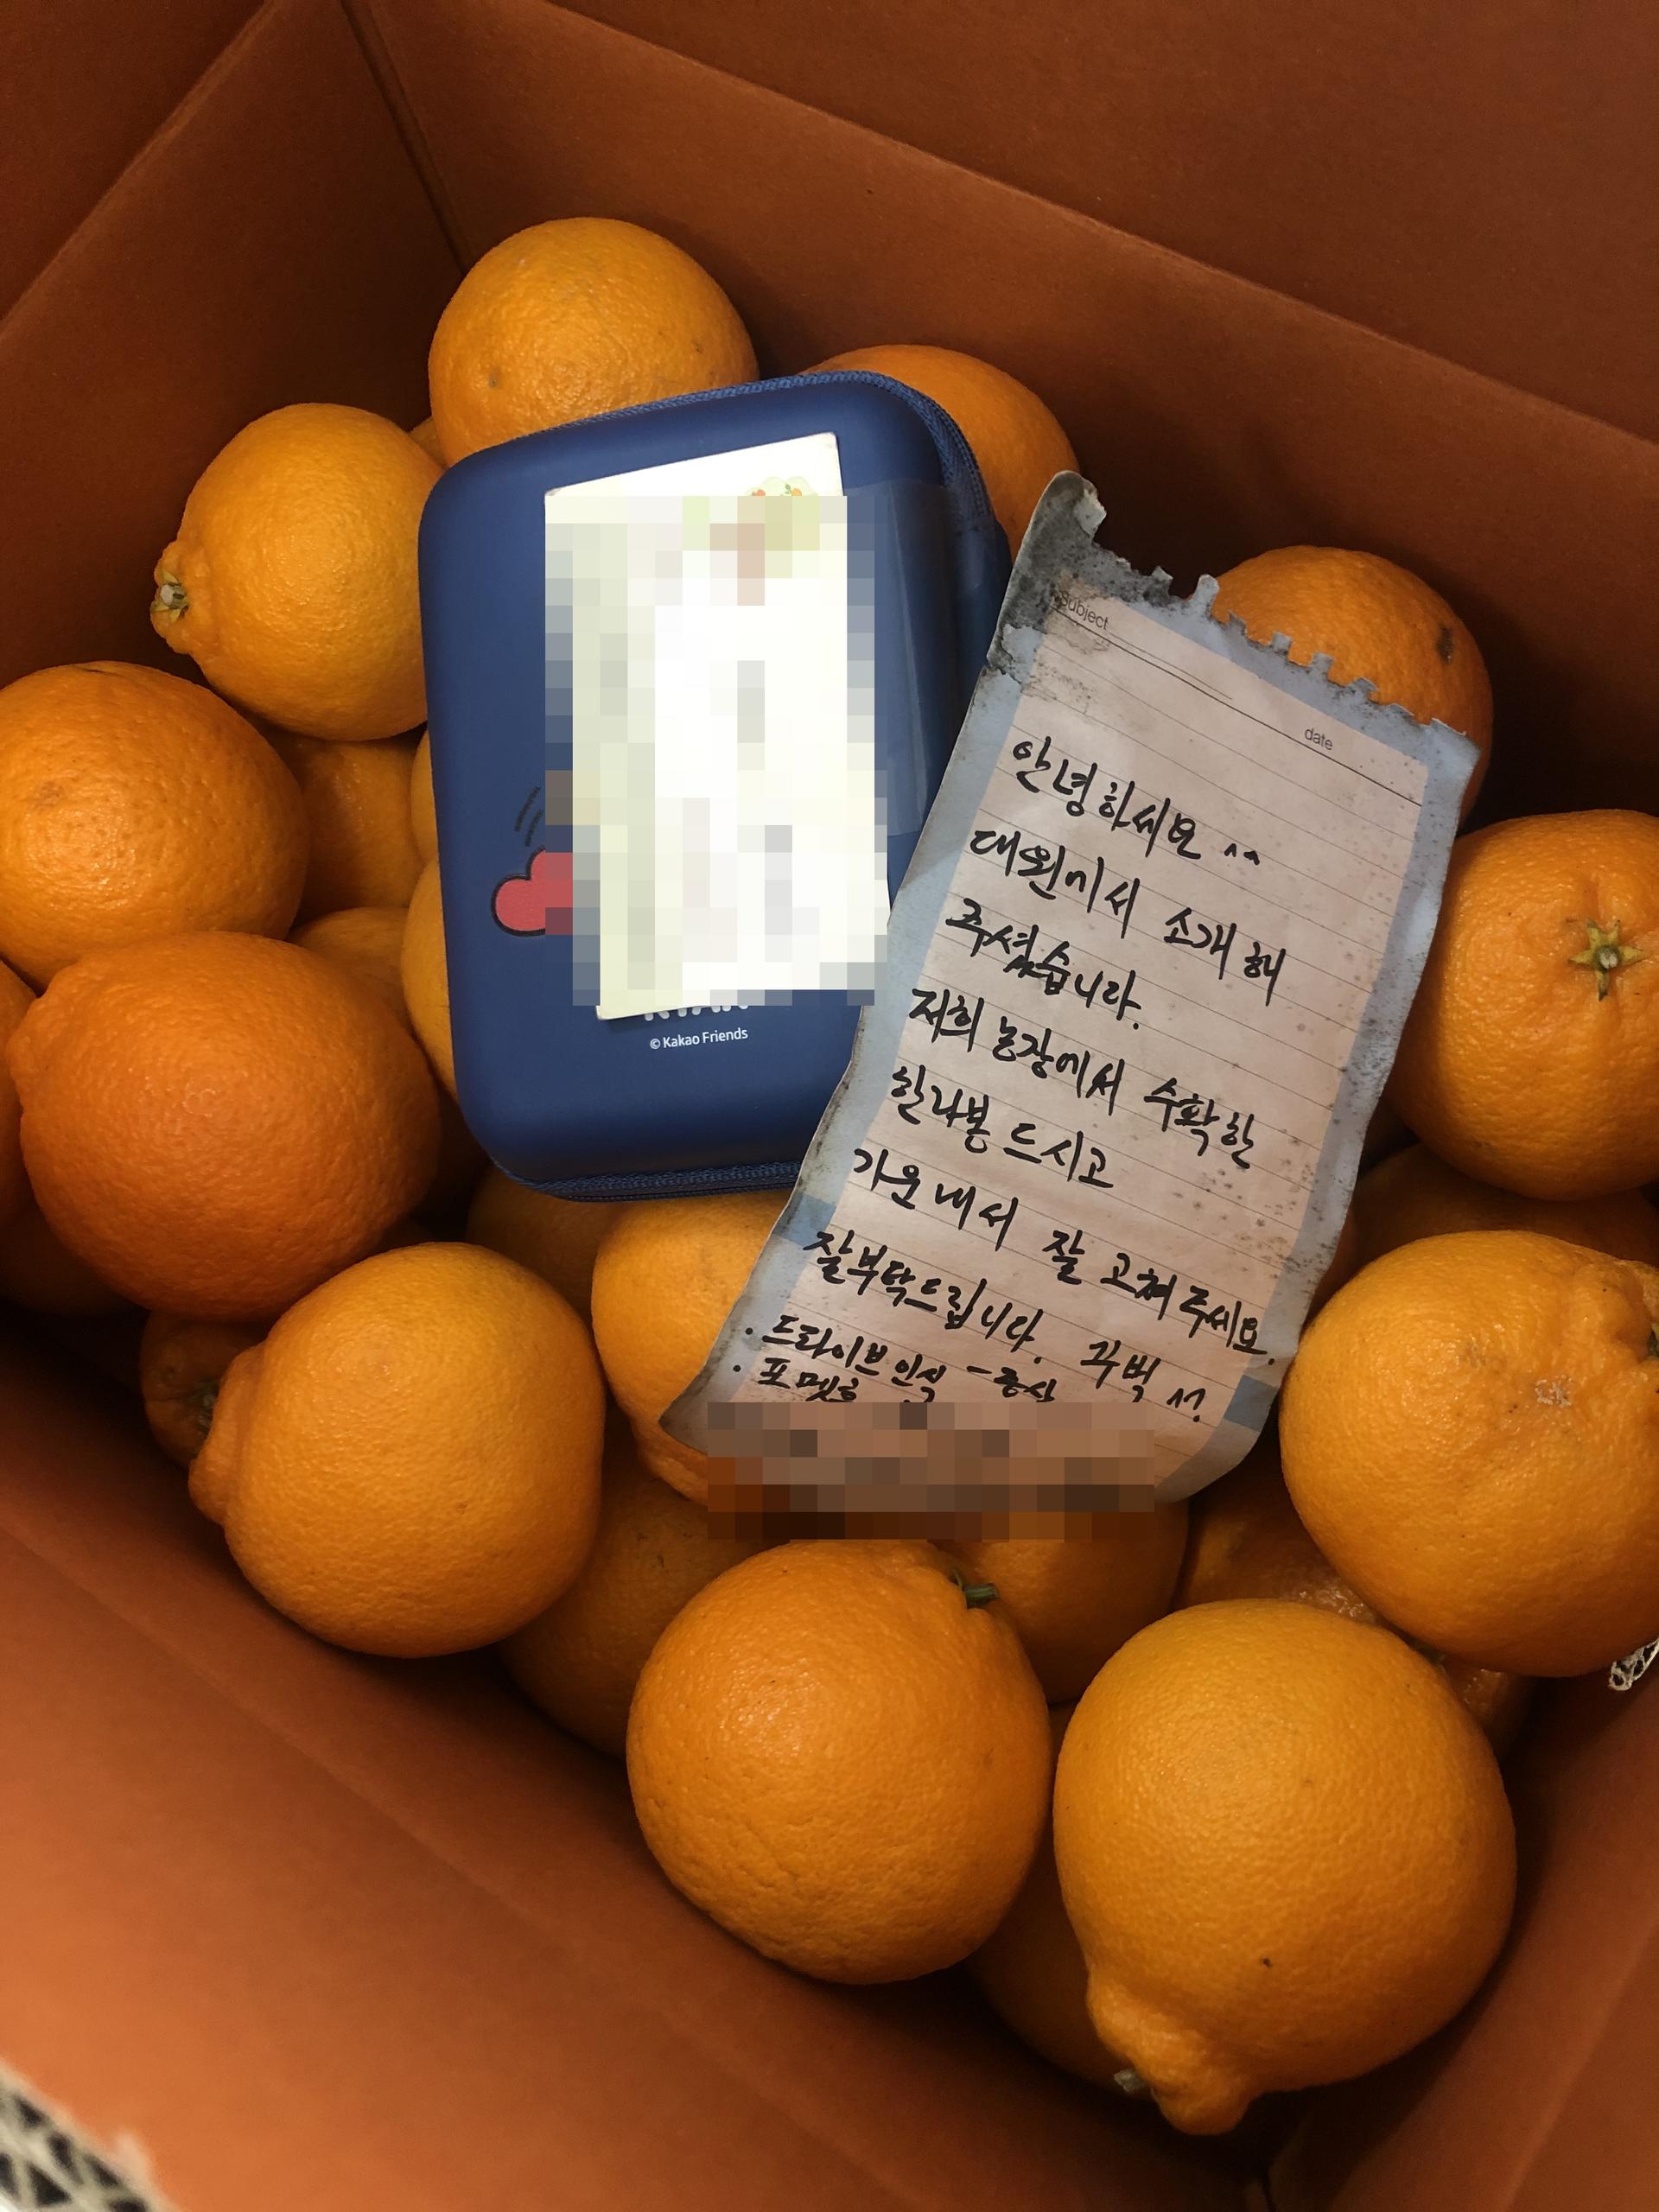 © Kakao Friends
Subject
date
안녕하세요 ^^
대원에서 소개해
주셨습니다.
저희 농장에서 수확한
한라봉 드시고
기운내서 잘 고쳐주세요.
잘부탁드립니다. 꾸벅
· 드라이브 인식
· 포멧